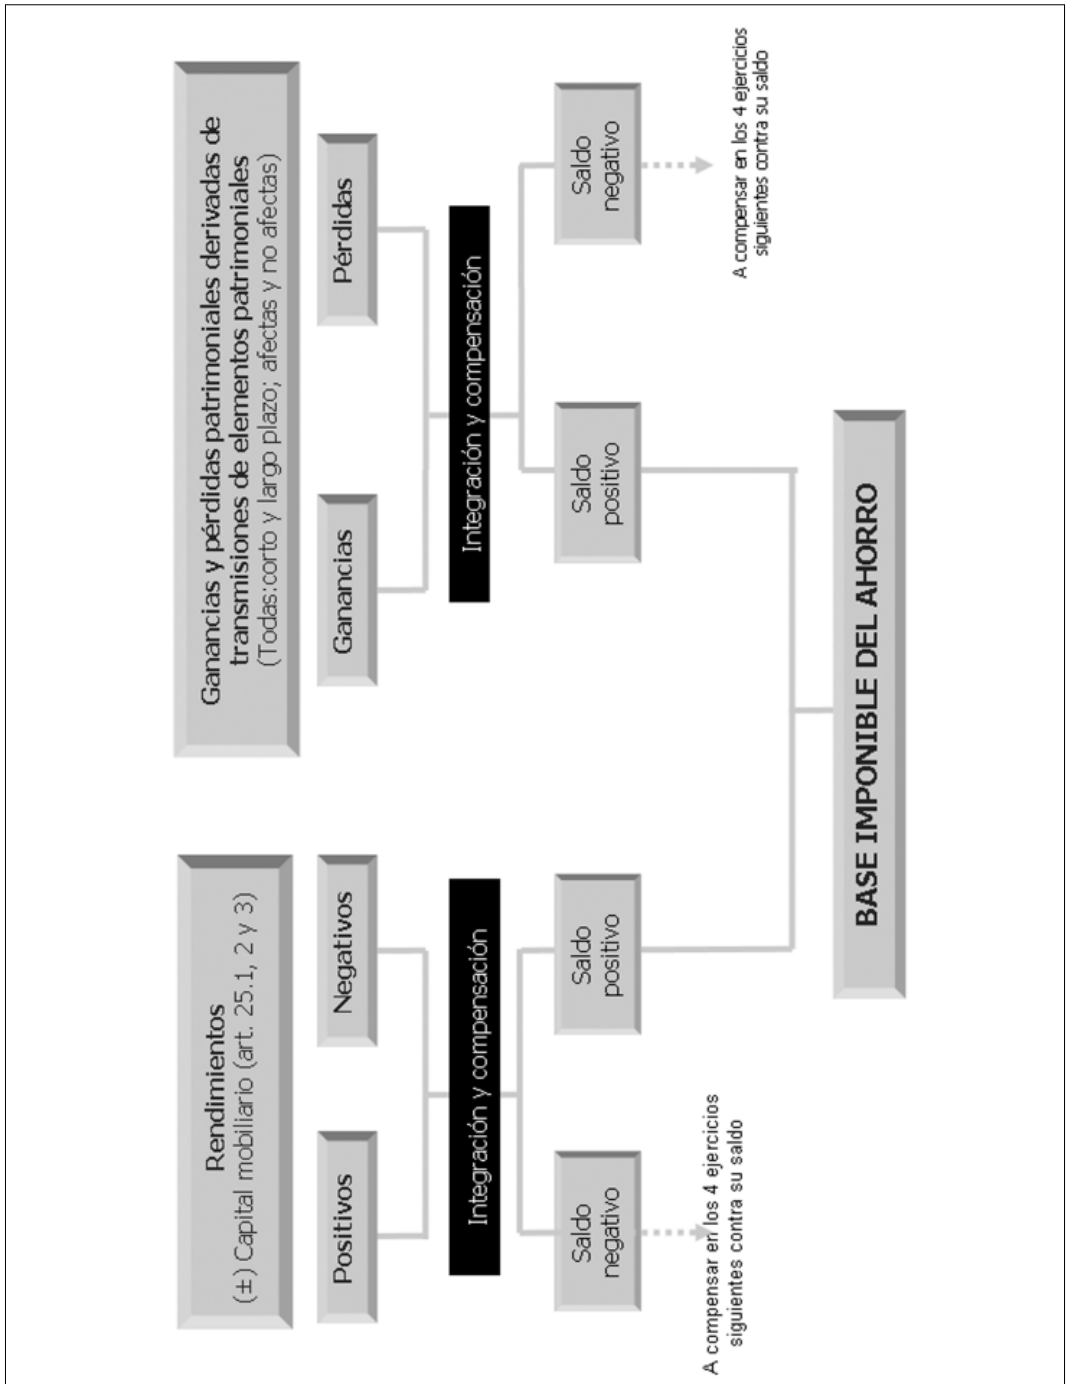 Rendimientos
(±) Capital mobiliario (art. 25.1, 2 y 3)
Positivos
Negativos
Integración y compensación
Saldo
negativo
Saldo
positivo
A compensar en los 4 ejercicios
siguientes contra su saldo
Ganancias y pérdidas patrimoniales derivadas de
transmisiones de elementos patrimoniales
(Todas:corto y largo plazo; afectas y no afectas)
Ganancias
Pérdidas
Integración y compensación
Saldo
positivo
Saldo
negativo
A compensar en los 4 ejercicios
siguientes contra su saldo
BASE IMPONIBLE DEL AHORRO